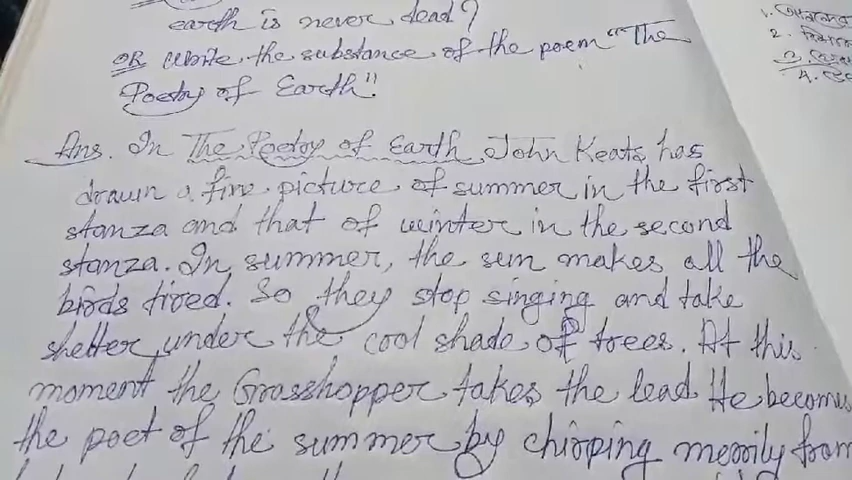 earth is never dead?
OR Write the substance of the poem "The
Poetry of Earth".
Ans. In The Poetry of Earth John Keats has
drawn a fine picture of summer in the first
stanza and that of winter in the second
stanza. In summer, the sun makes all the
birds tired. So they stop singing and take
shelter under the cool shade of trees. At this
moment the Grasshopper takes the lead. He becomes
the poet of the summer by chirping merrily from
1.
2.
3.
4.